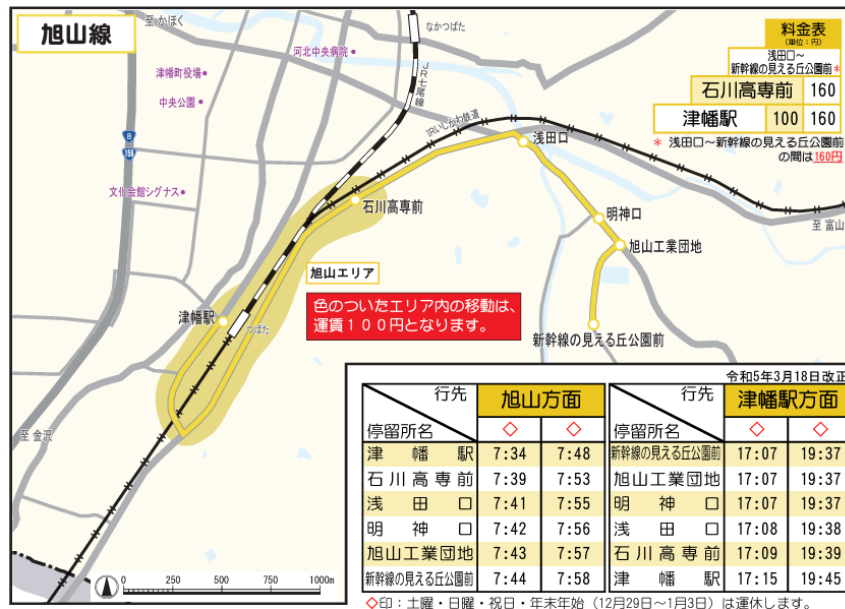 旭山線
至 かほく
なかつばた
河北中央病院
津幡町役場
中央公園
JR七尾線
IRいしかわ鉄道
8
159
文化会館シグナス
浅田口
石川高専前
明神口
至 富山
旭山工業団地
旭山エリア
津幡駅
つばた
色のついたエリア内の移動は、
運賃100円となります。
新幹線の見える丘公園前
至 金沢
0 250 500 750 1000m
料金表
(単位:円)
浅田口〜
新幹線の見える丘公園前*
石川高専前 160
津幡駅 100 160
* 浅田口〜新幹線の見える丘公園前
の間は160円
令和5年3月18日改正
行先 旭山方面
停留所名 ◇ ◇
津幡駅 7:34 7:48
石川高専前 7:39 7:53
浅田口 7:41 7:55
明神口 7:42 7:56
旭山工業団地 7:43 7:57
新幹線の見える丘公園前 7:44 7:58
行先 津幡駅方面
停留所名 ◇ ◇
新幹線の見える丘公園前 17:07 19:37
旭山工業団地 17:07 19:37
明神口 17:07 19:37
浅田口 17:08 19:38
石川高専前 17:09 19:39
津幡駅 17:15 19:45
◇印:土曜・日曜・祝日・年末年始(12月29日〜1月3日)は運休します。